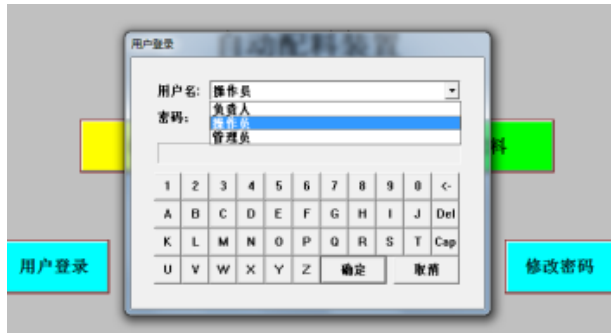 用户登录
自动配料装置
用户名: 操作员
负责人
密码:
操作员
管理员
料
1 2 3 4 5 6 7 8 9 0 <-
A B C D E F G H I J Del
K L M N O P Q R S T Cap
U V W X Y Z 确定 取消
用户登录
修改密码